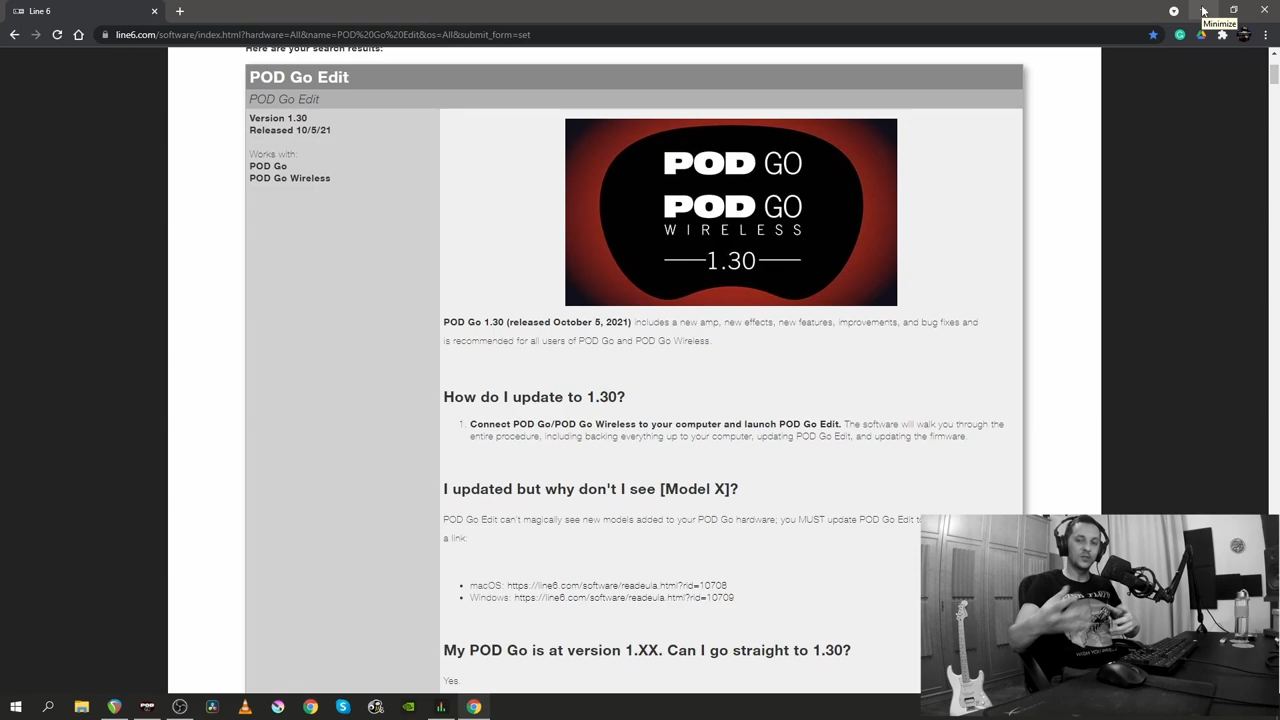 Line 6
Minimize
line6.com/software/index.html?hardware=All&name=POD%20Go%20Edit&os=All&submit_form=set
Here are your search results:
POD Go Edit
POD Go Edit
Version 1.30
Released 10/5/21
Works with:
POD Go
POD Go Wireless
POD GO
POD GO
WIRELESS
1.30
POD Go 1.30 (released October 5, 2021) includes a new amp, new effects, new features, improvements, and bug fixes and
is recommended for all users of POD Go and POD Go Wireless.
How do I update to 1.30?
1. Connect POD Go/POD Go Wireless to your computer and launch POD Go Edit. The software will walk you through the
entire procedure, including backing everything up to your computer, updating POD Go Edit, and updating the firmware.
I updated but why don't I see [Model X]?
POD Go Edit can't magically see new models added to your POD Go hardware; you MUST update POD Go Edit
a link:
• macOS: https://line6.com/software/readeula.html?rid=10708
• Windows: https://line6.com/software/readeula.html?rid=10709
My POD Go is at version 1.XX. Can I go straight to 1.30?
Yes.